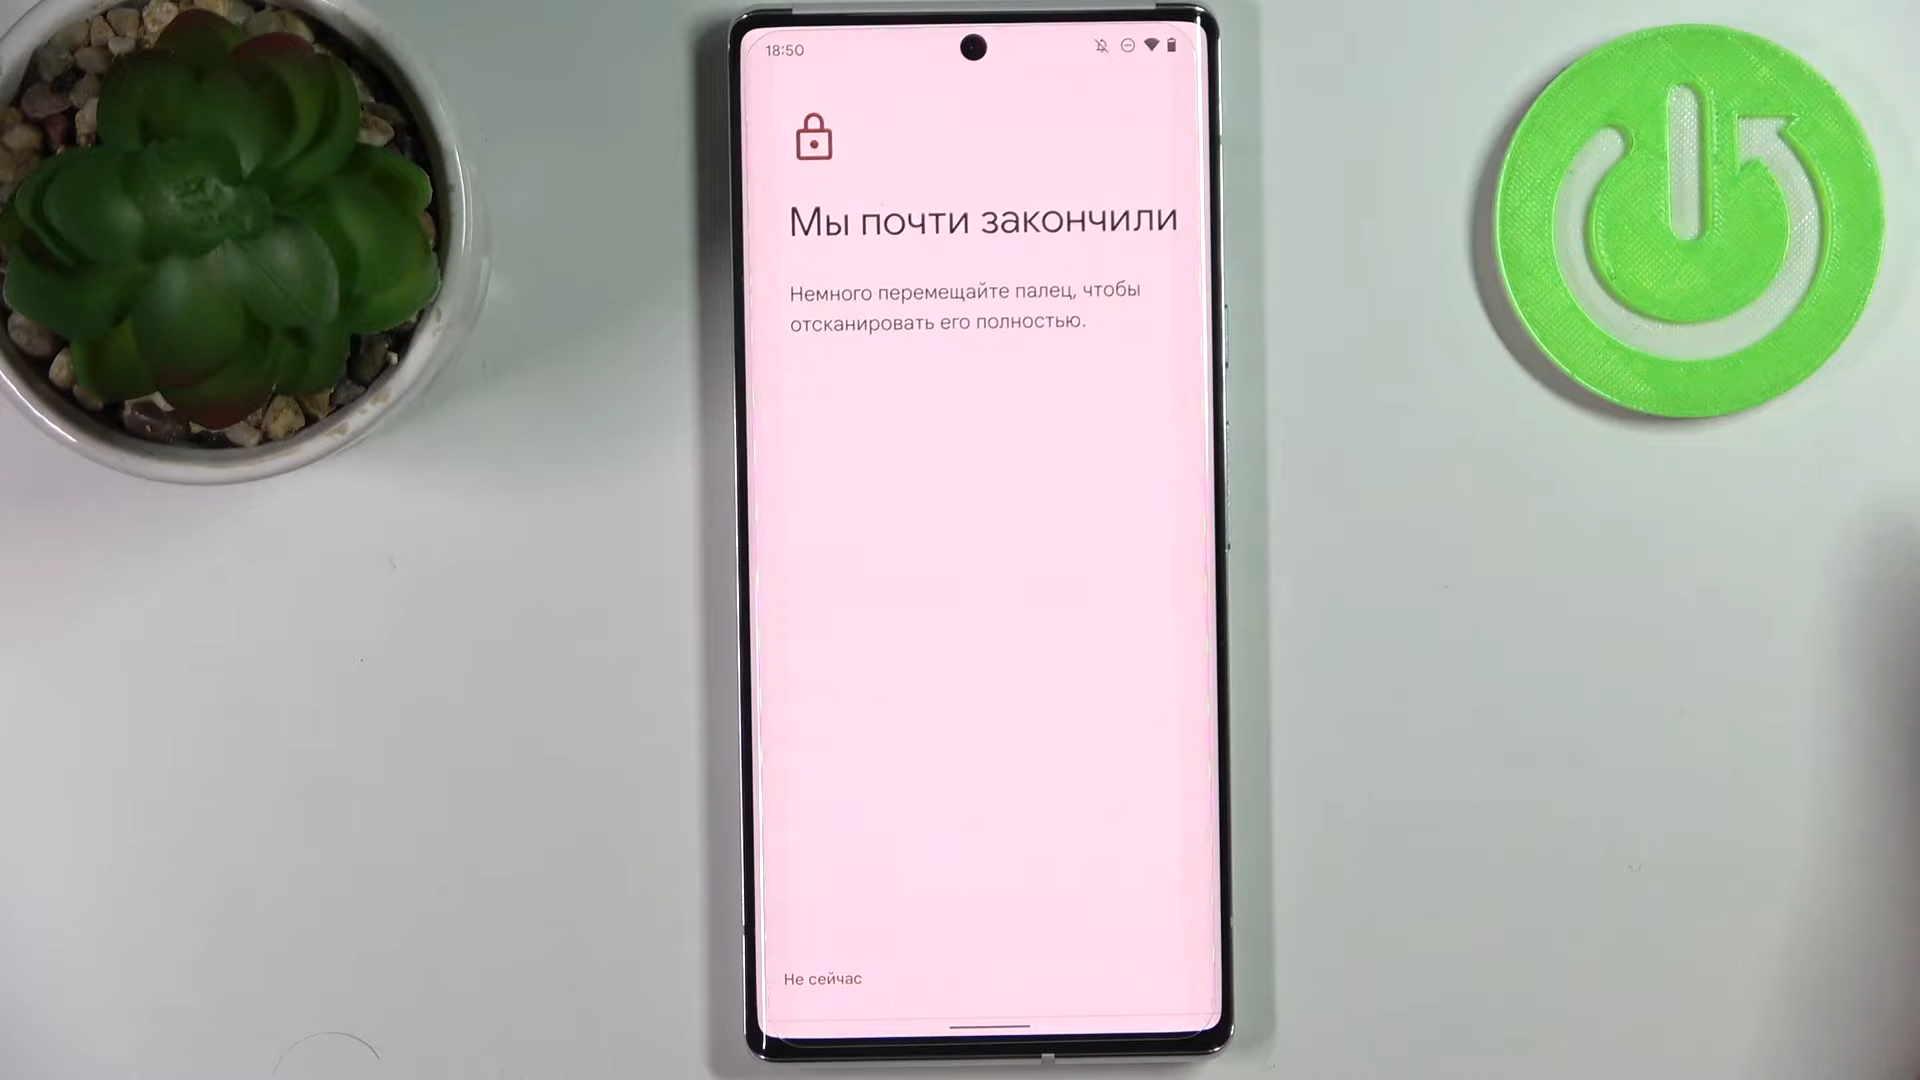 18:50
Мы почти закончили
Немного перемещайте палец, чтобы
отсканировать его полностью.
Не сейчас